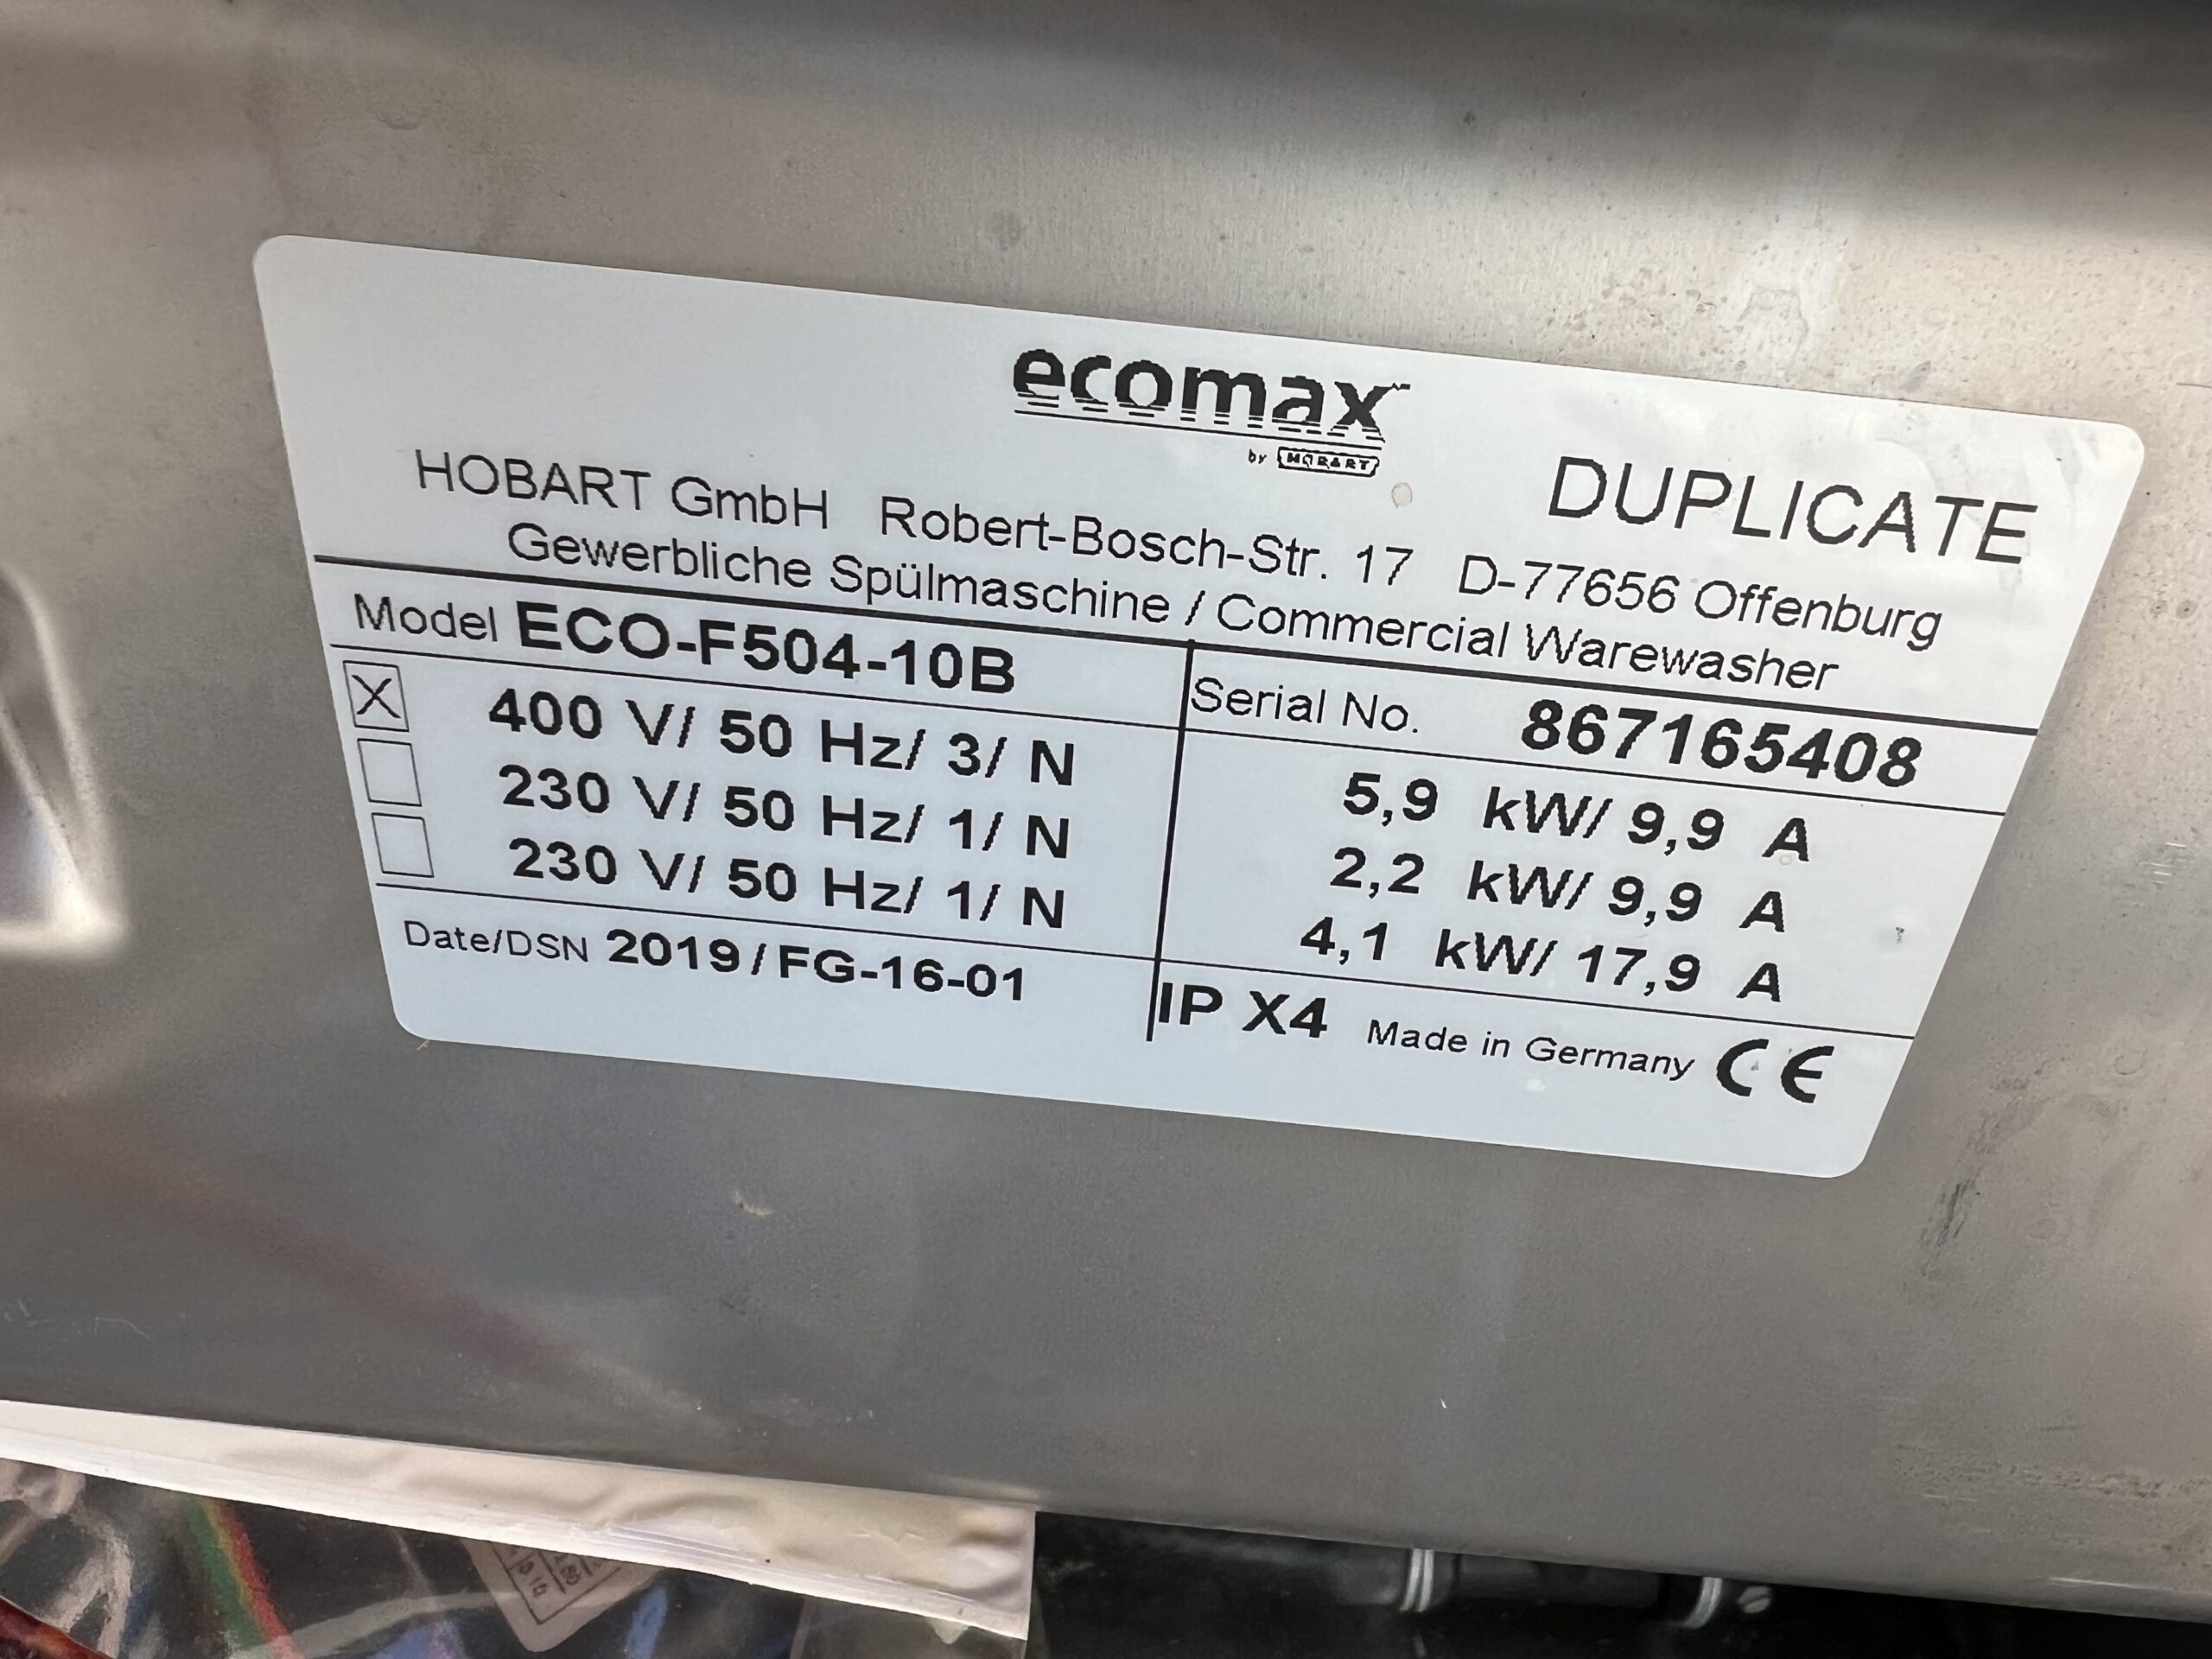 ecomax
by HOBART
DUPLICATE
HOBART GmbH Robert-Bosch-Str. 17 D-77656 Offenburg
Gewerbliche Spülmaschine / Commercial Warewasher
Model ECO-F504-10B
Serial No. 867165408
X 400 V/ 50 Hz/ 3/ N 5,9 kW/ 9,9 A
230 V/ 50 Hz/ 1/ N 2,2 kW/ 9,9 A
230 V/ 50 Hz/ 1/ N 4,1 kW/ 17,9 A
Date/DSN 2019/FG-16-01
IP X4 Made in Germany CE